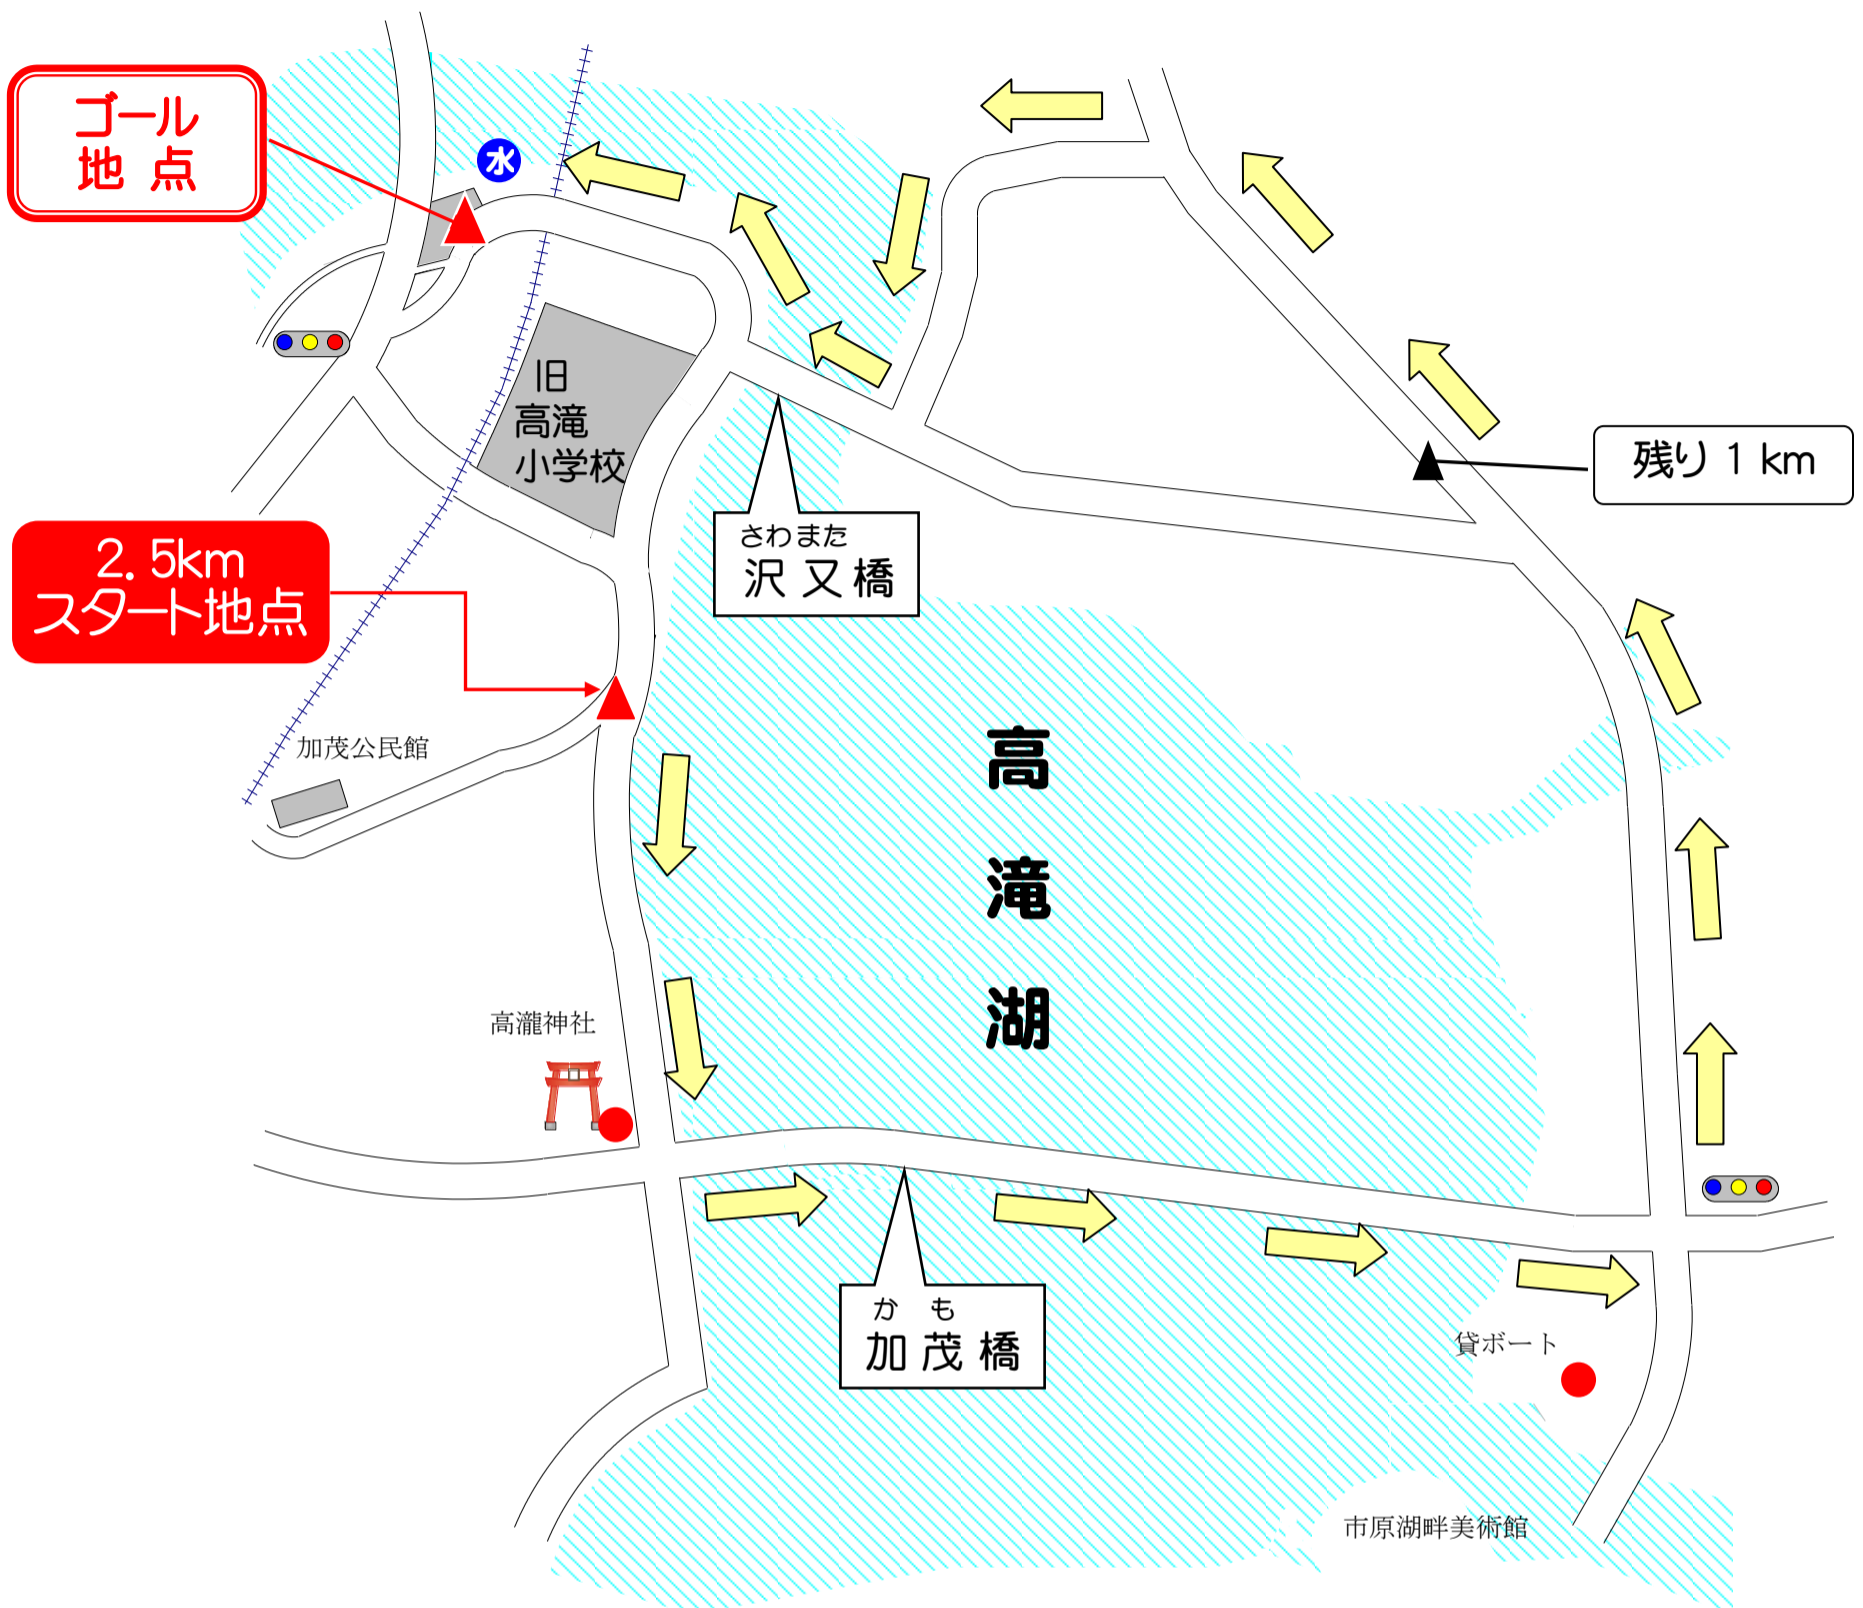 ゴール
地 点
水
旧
高滝
小学校
残り 1 km
さわまた
沢 又 橋
2. 5km
スタート地点
加茂公民館
高
滝
湖
高瀧神社
か も
加 茂 橋
貸ボート
市原湖畔美術館